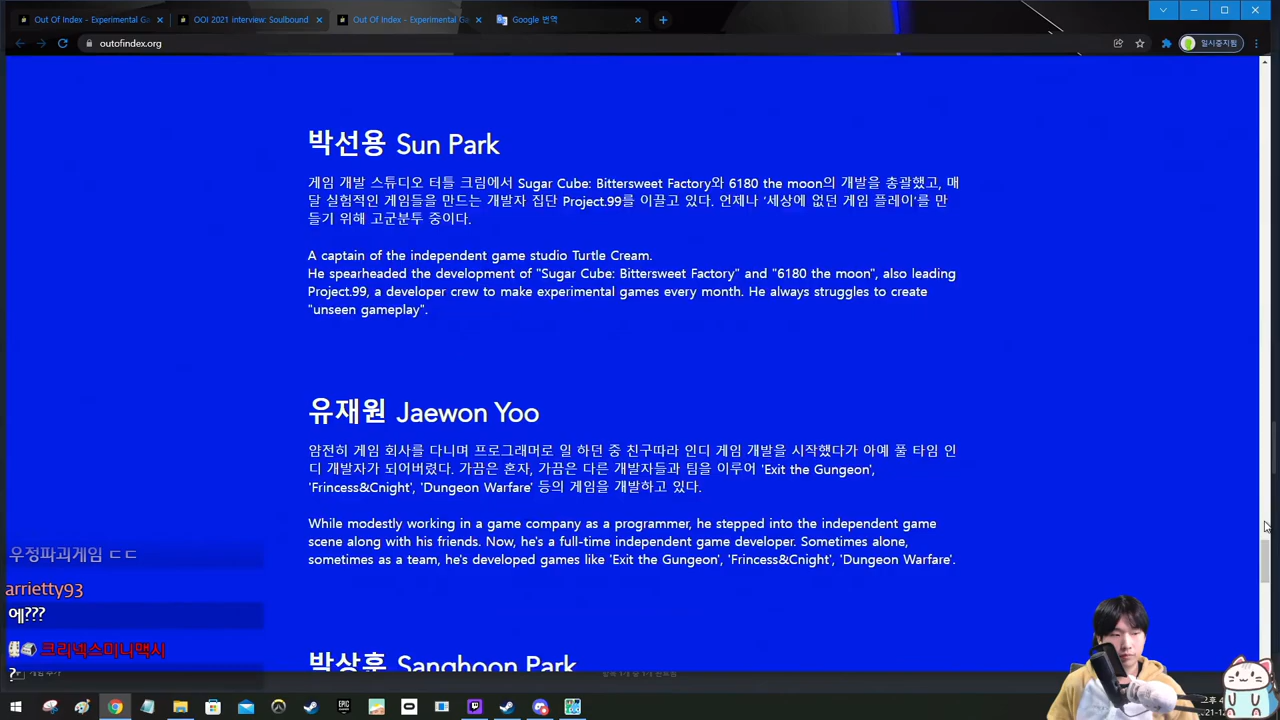 Out Of Index - Experimental Ga
OOI 2021 interview: Soulbound
Out Of Index - Experimental Ga
Google 번역
outofindex.org
일시중지됨
박선용 Sun Park
게임 개발 스튜디오 터틀 크림에서 Sugar Cube: Bittersweet Factory와 6180 the moon의 개발을 총괄했고, 매
달 실험적인 게임들을 만드는 개발자 집단 Project.99를 이끌고 있다. 언제나 '세상에 없던 게임 플레이'를 만
들기 위해 고군분투 중이다.
A captain of the independent game studio Turtle Cream.
He spearheaded the development of "Sugar Cube: Bittersweet Factory" and "6180 the moon", also leading
Project.99, a developer crew to make experimental games every month. He always struggles to create
"unseen gameplay".
유재원 Jaewon Yoo
얌전히 게임 회사를 다니며 프로그래머로 일 하던 중 친구따라 인디 게임 개발을 시작했다가 아예 풀 타임 인
디 개발자가 되어버렸다. 가끔은 혼자, 가끔은 다른 개발자들과 팀을 이루어 'Exit the Gungeon',
'Frincess&Cnight', 'Dungeon Warfare' 등의 게임을 개발하고 있다.
While modestly working in a game company as a programmer, he stepped into the independent game
scene along with his friends. Now, he's a full-time independent game developer. Sometimes alone,
sometimes as a team, he's developed games like 'Exit the Gungeon', 'Frincess&Cnight', 'Dungeon Warfare'.
박상훈 Sanghoon Park
우정파괴게임 ㄷㄷ
arrietty93
에???
크리넥스미니맥시
?
게임 추가
EPIC